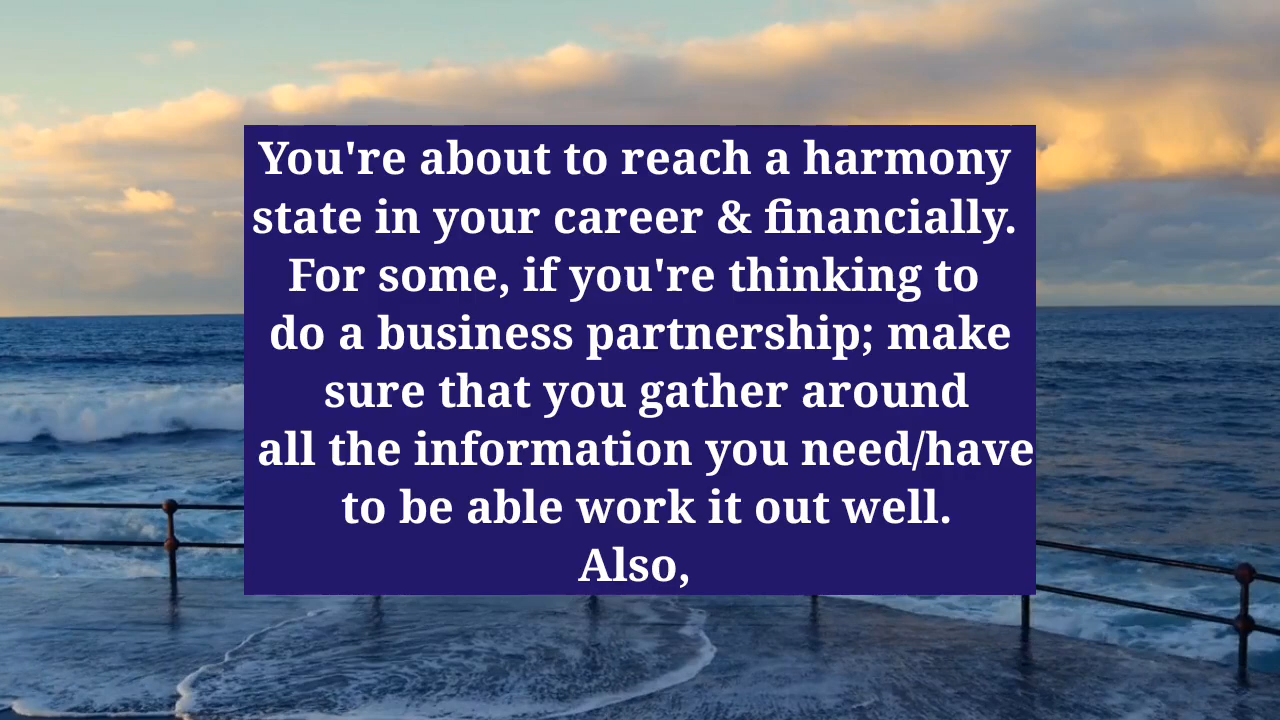 You're about to reach a harmony
state in your career & financially.
For some, if you're thinking to
do a business partnership; make
sure that you gather around
all the information you need/have
to be able work it out well.
Also,